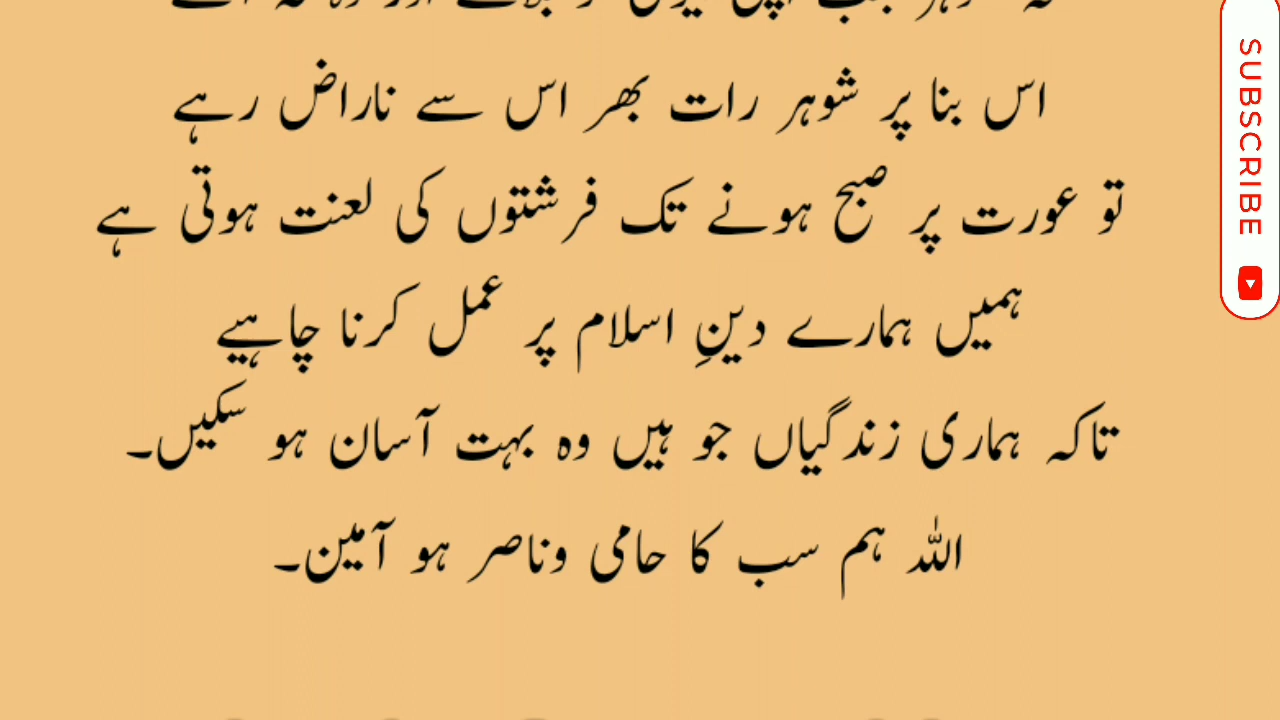 اس بنا پر شوہر رات بھر اس سے ناراض رہے
تو عورت پر صبح ہونے تک فرشتوں کی لعنت ہوتی ہے
ہمیں ہمارے دینِ اسلام پر عمل کرنا چاہیے
تاکہ ہماری زندگیاں جو ہیں وہ بہت آسان ہو سکیں۔
اللہ ہم سب کا حامی وناصر ہو آمین۔
SUBSCRIBE